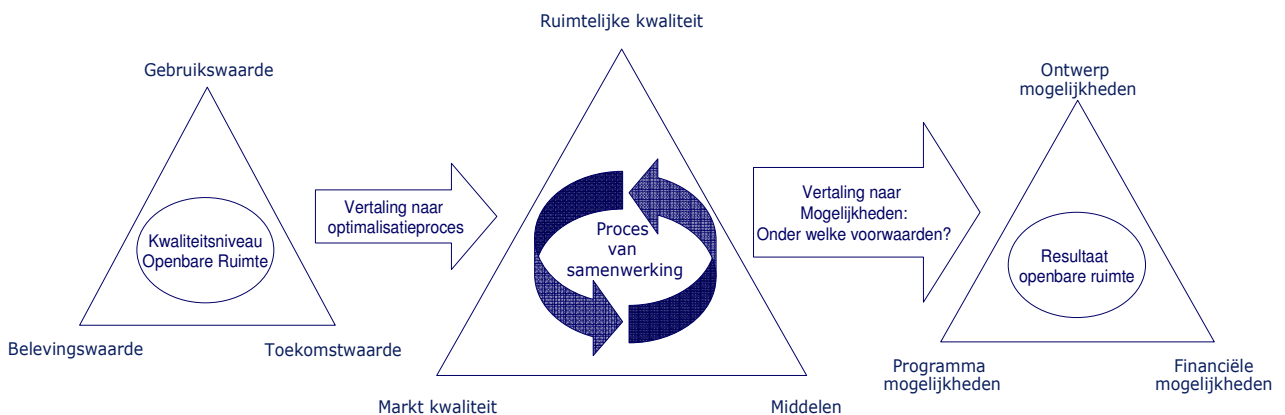 Gebruikswaarde
Kwaliteitsniveau
Openbare Ruimte
Belevingswaarde
Toekomstwaarde
Vertaling naar
optimalisatieproces
Ruimtelijke kwaliteit
Proces
van
samenwerking
Markt kwaliteit
Middelen
Vertaling naar
Mogelijkheden:
Onder welke voorwaarden?
Ontwerp
mogelijkheden
Resultaat
openbare ruimte
Programma
mogelijkheden
Financiële
mogelijkheden